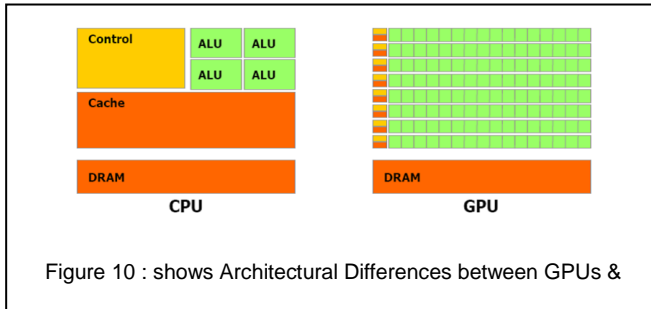 Control
ALU ALU
ALU ALU
Cache
DRAM
CPU
DRAM
GPU
Figure 10 : shows Architectural Differences between GPUs &